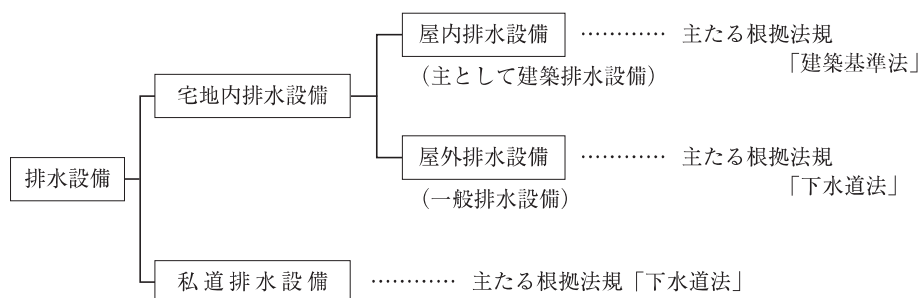 屋内排水設備 ………… 主たる根拠法規
「建築基準法」
（主として建築排水設備）
宅地内排水設備
屋外排水設備 ………… 主たる根拠法規
「下水道法」
（一般排水設備）
排水設備
私道排水設備 ………… 主たる根拠法規「下水道法」